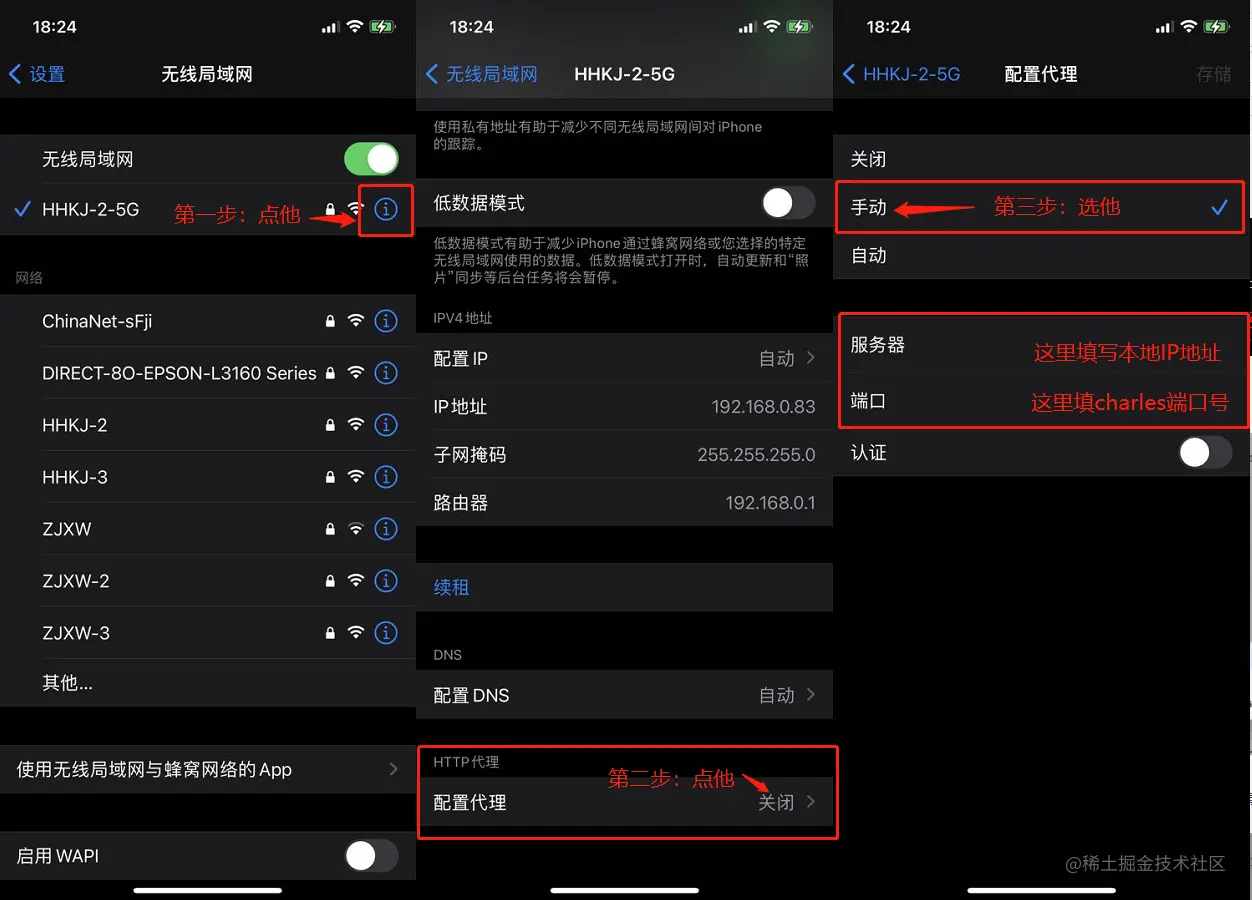 18:24
设置
无线局域网
无线局域网
HHKJ-2-5G
第一步：点他
网络
ChinaNet-sFji
DIRECT-8O-EPSON-L3160 Series
HHKJ-2
HHKJ-3
ZJXW
ZJXW-2
ZJXW-3
其他...
使用无线局域网与蜂窝网络的App
启用 WAPI
18:24
无线局域网
HHKJ-2-5G
使用私有地址有助于减少不同无线局域网间对 iPhone
的跟踪。
低数据模式
低数据模式有助于减少 iPhone 通过蜂窝网络或您选择的特定
无线局域网使用的数据。低数据模式打开时，自动更新和“照
片”同步等后台任务将会暂停。
IPV4 地址
配置 IP
自动
IP 地址
192.168.0.83
子网掩码
255.255.255.0
路由器
192.168.0.1
续租
DNS
配置 DNS
自动
HTTP 代理
第二步：点他
配置代理
关闭
18:24
HHKJ-2-5G
配置代理
存储
关闭
手动
第三步：选他
自动
服务器
这里填写本地IP地址
端口
这里填charles端口号
认证
@稀土掘金技术社区